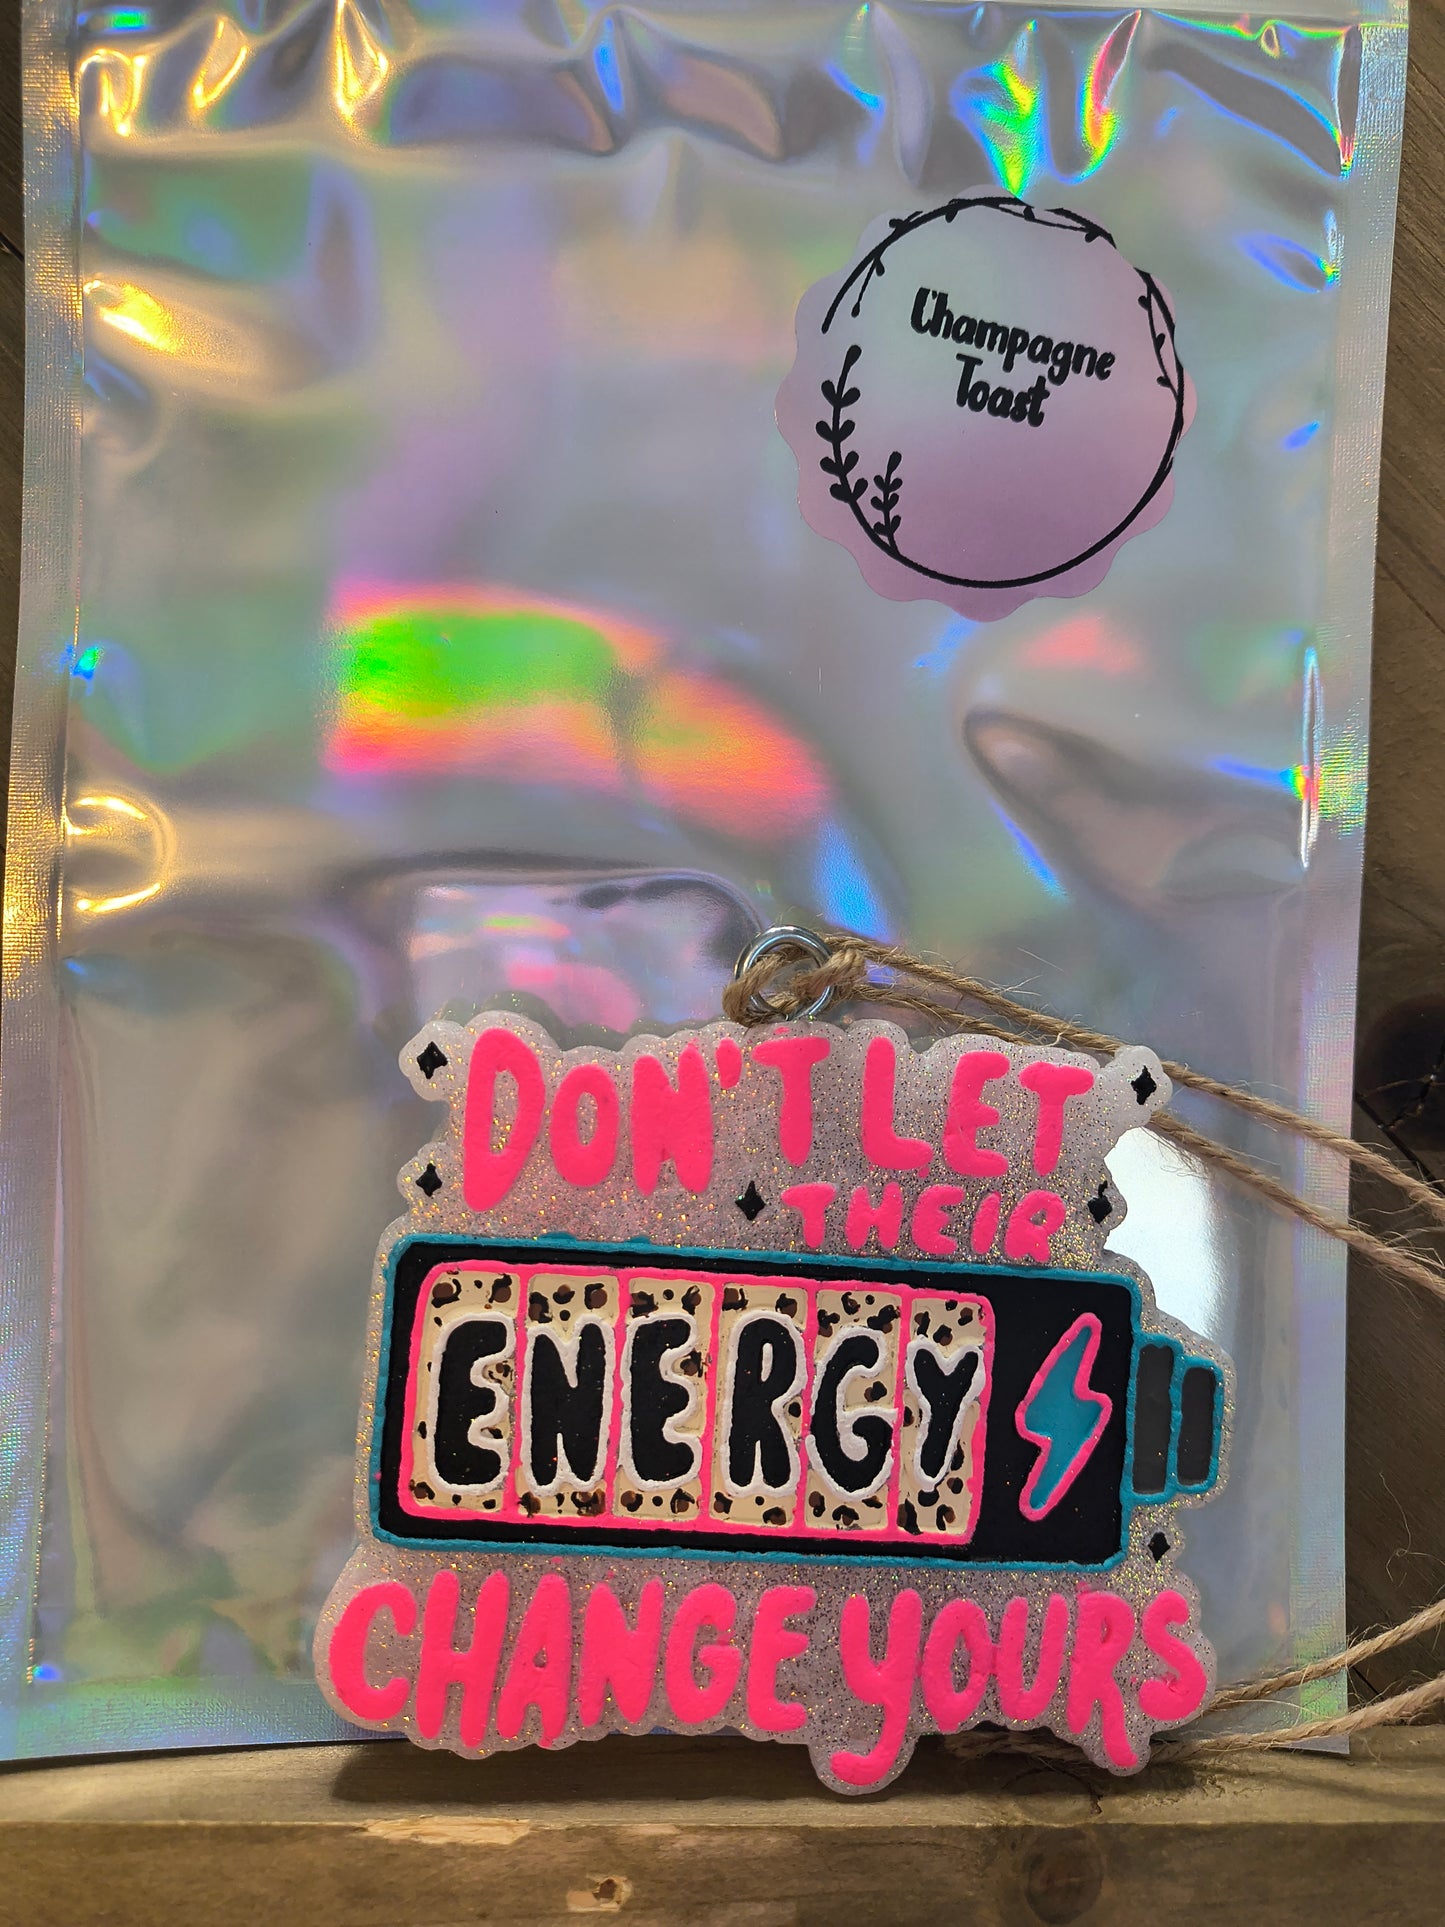 Champagne
Toast
DON'T LET
THEIR
ENERGY
CHANGE YOURS